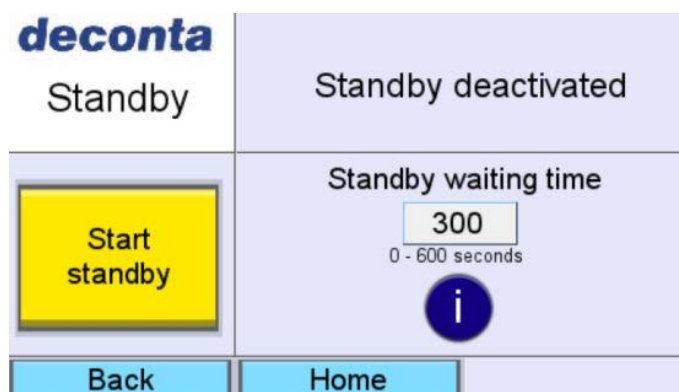 deconta
Standby
Standby deactivated
Start
standby
Standby waiting time
300
0 - 600 seconds
i
Back
Home